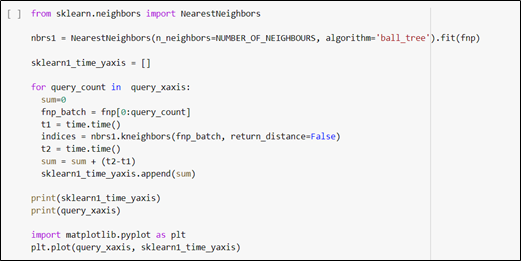 [ ] from sklearn.neighbors import NearestNeighbors
nbrs1 = NearestNeighbors(n_neighbors=NUMBER_OF_NEIGHBOURS, algorithm='ball_tree').fit(fnp)
sklearn1_time_yaxis = []
for query_count in  query_xaxis:
  sum=0
  fnp_batch = fnp[0:query_count]
  t1 = time.time()
  indices = nbrs1.kneighbors(fnp_batch, return_distance=False)
  t2 = time.time()
  sum = sum + (t2-t1)
  sklearn1_time_yaxis.append(sum)
print(sklearn1_time_yaxis)
print(query_xaxis)
import matplotlib.pyplot as plt
plt.plot(query_xaxis, sklearn1_time_yaxis)